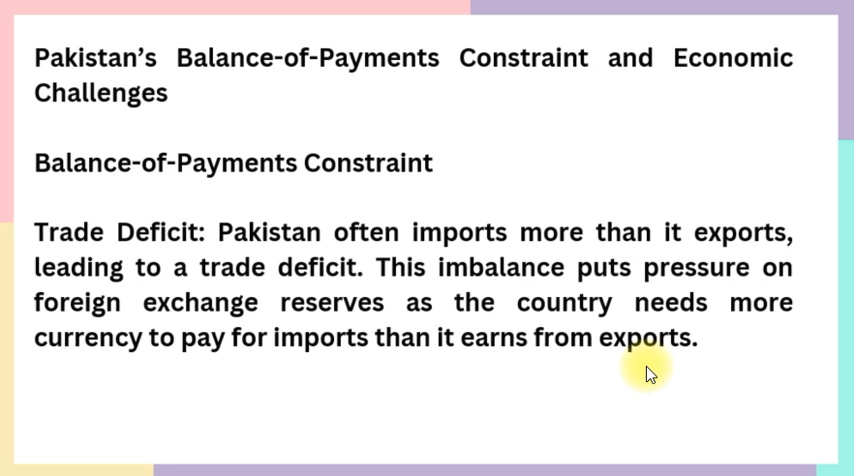 Pakistan’s Balance-of-Payments Constraint and Economic
Challenges
Balance-of-Payments Constraint
Trade Deficit: Pakistan often imports more than it exports,
leading to a trade deficit. This imbalance puts pressure on
foreign exchange reserves as the country needs more
currency to pay for imports than it earns from exports.